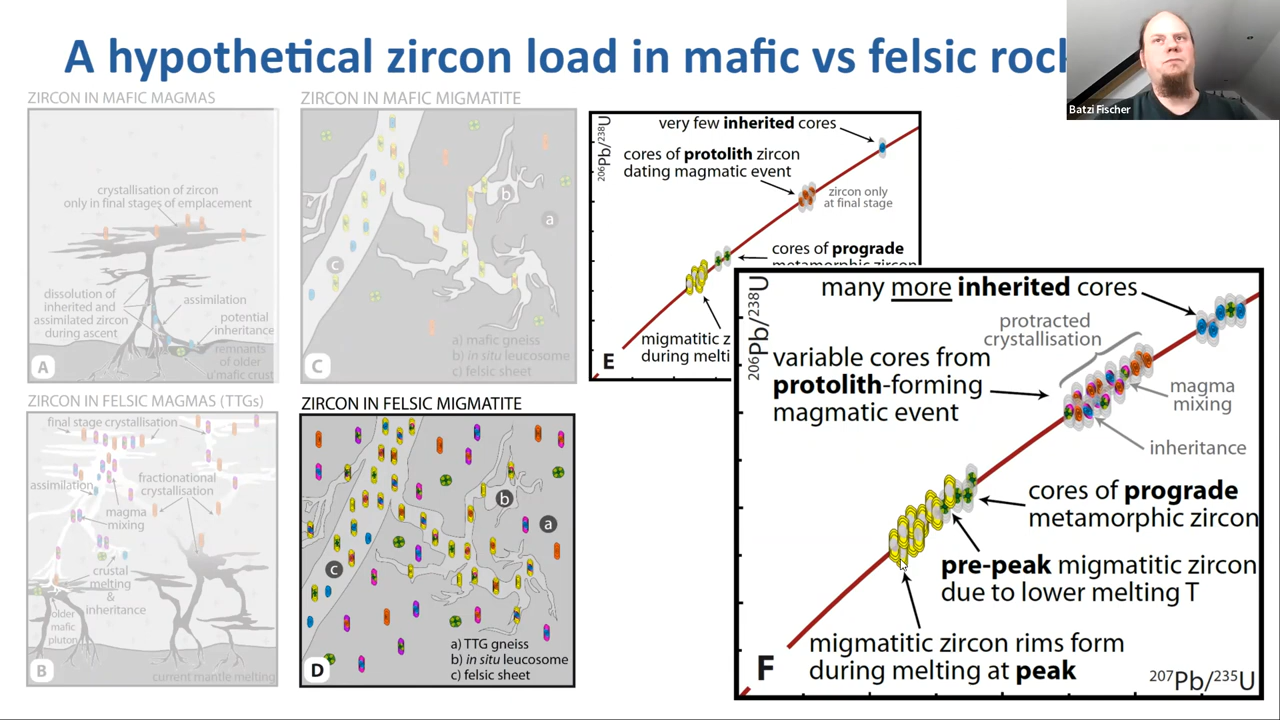 A hypothetical zircon load in mafic vs felsic rock
Batzi Fischer
ZIRCON IN MAFIC MAGMAS
crystallisation of zircon
only in final stages of emplacement
dissolution of
inherited and
assimilated zircon
during ascent
assimilation
potential
inheritance
remnants
of older
u'mafic crust
A
ZIRCON IN MAFIC MIGMATITE
b
a
c
a) mafic gneiss
b) in situ leucosome
c) felsic sheet
C
206Pb/238U
very few inherited cores
cores of protolith zircon
dating magmatic event
zircon only
at final stage
cores of prograde
metamorphic zircon
migmatitic z
during melti
E
ZIRCON IN FELSIC MAGMAS (TTGs)
final stage crystallisation
assimilation
fractionational
crystallisation
magma
mixing
crustal
melting
&
inheritance
older
mafic
pluton
current mantle melting
B
ZIRCON IN FELSIC MIGMATITE
b
a
c
a) TTG gneiss
b) in situ leucosome
c) felsic sheet
D
206Pb/238U
many more inherited cores
protracted
crystallisation
variable cores from
protolith-forming
magmatic event
magma
mixing
inheritance
cores of prograde
metamorphic zircon
pre-peak migmatitic zircon
due to lower melting T
migmatitic zircon rims form
during melting at peak
F
207Pb/235U